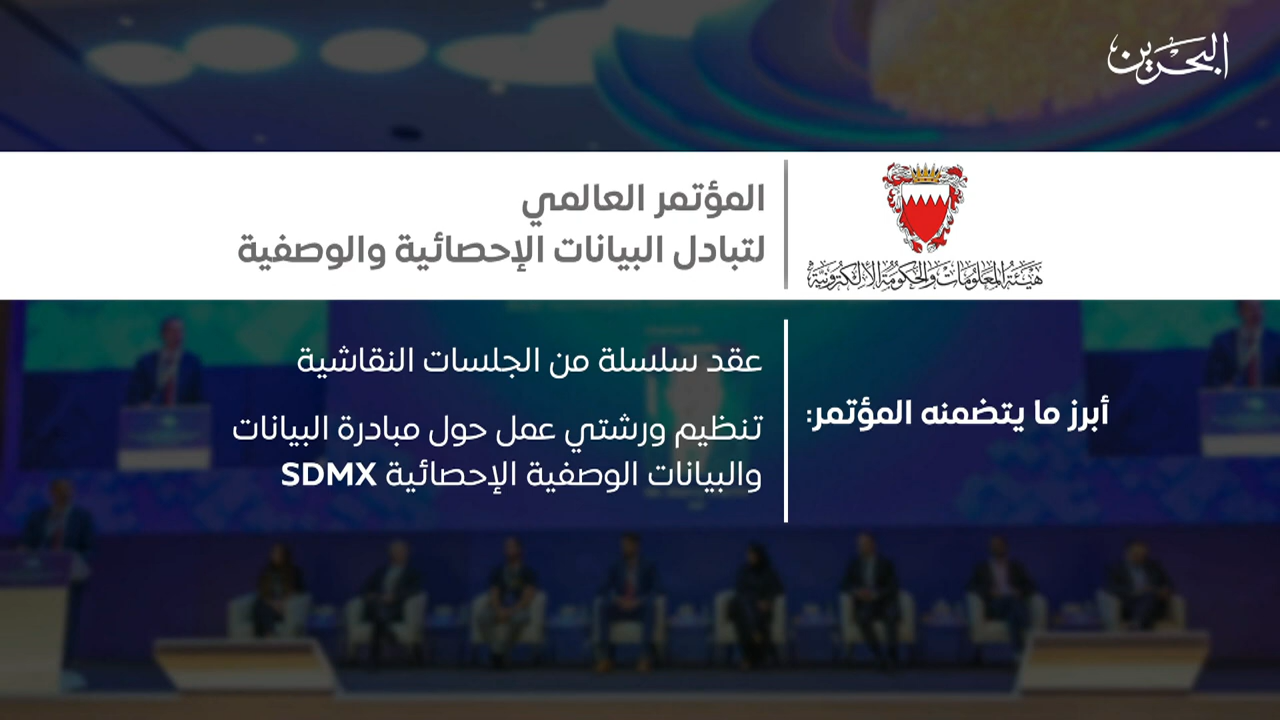 البحرين
هيئة المعلومات والحكومة الإلكترونية
المؤتمر العالمي
لتبادل البيانات الإحصائية والوصفية
أبرز ما يتضمنه المؤتمر:
عقد سلسلة من الجلسات النقاشية
تنظيم ورشتي عمل حول مبادرة البيانات
والبيانات الوصفية الإحصائية SDMX